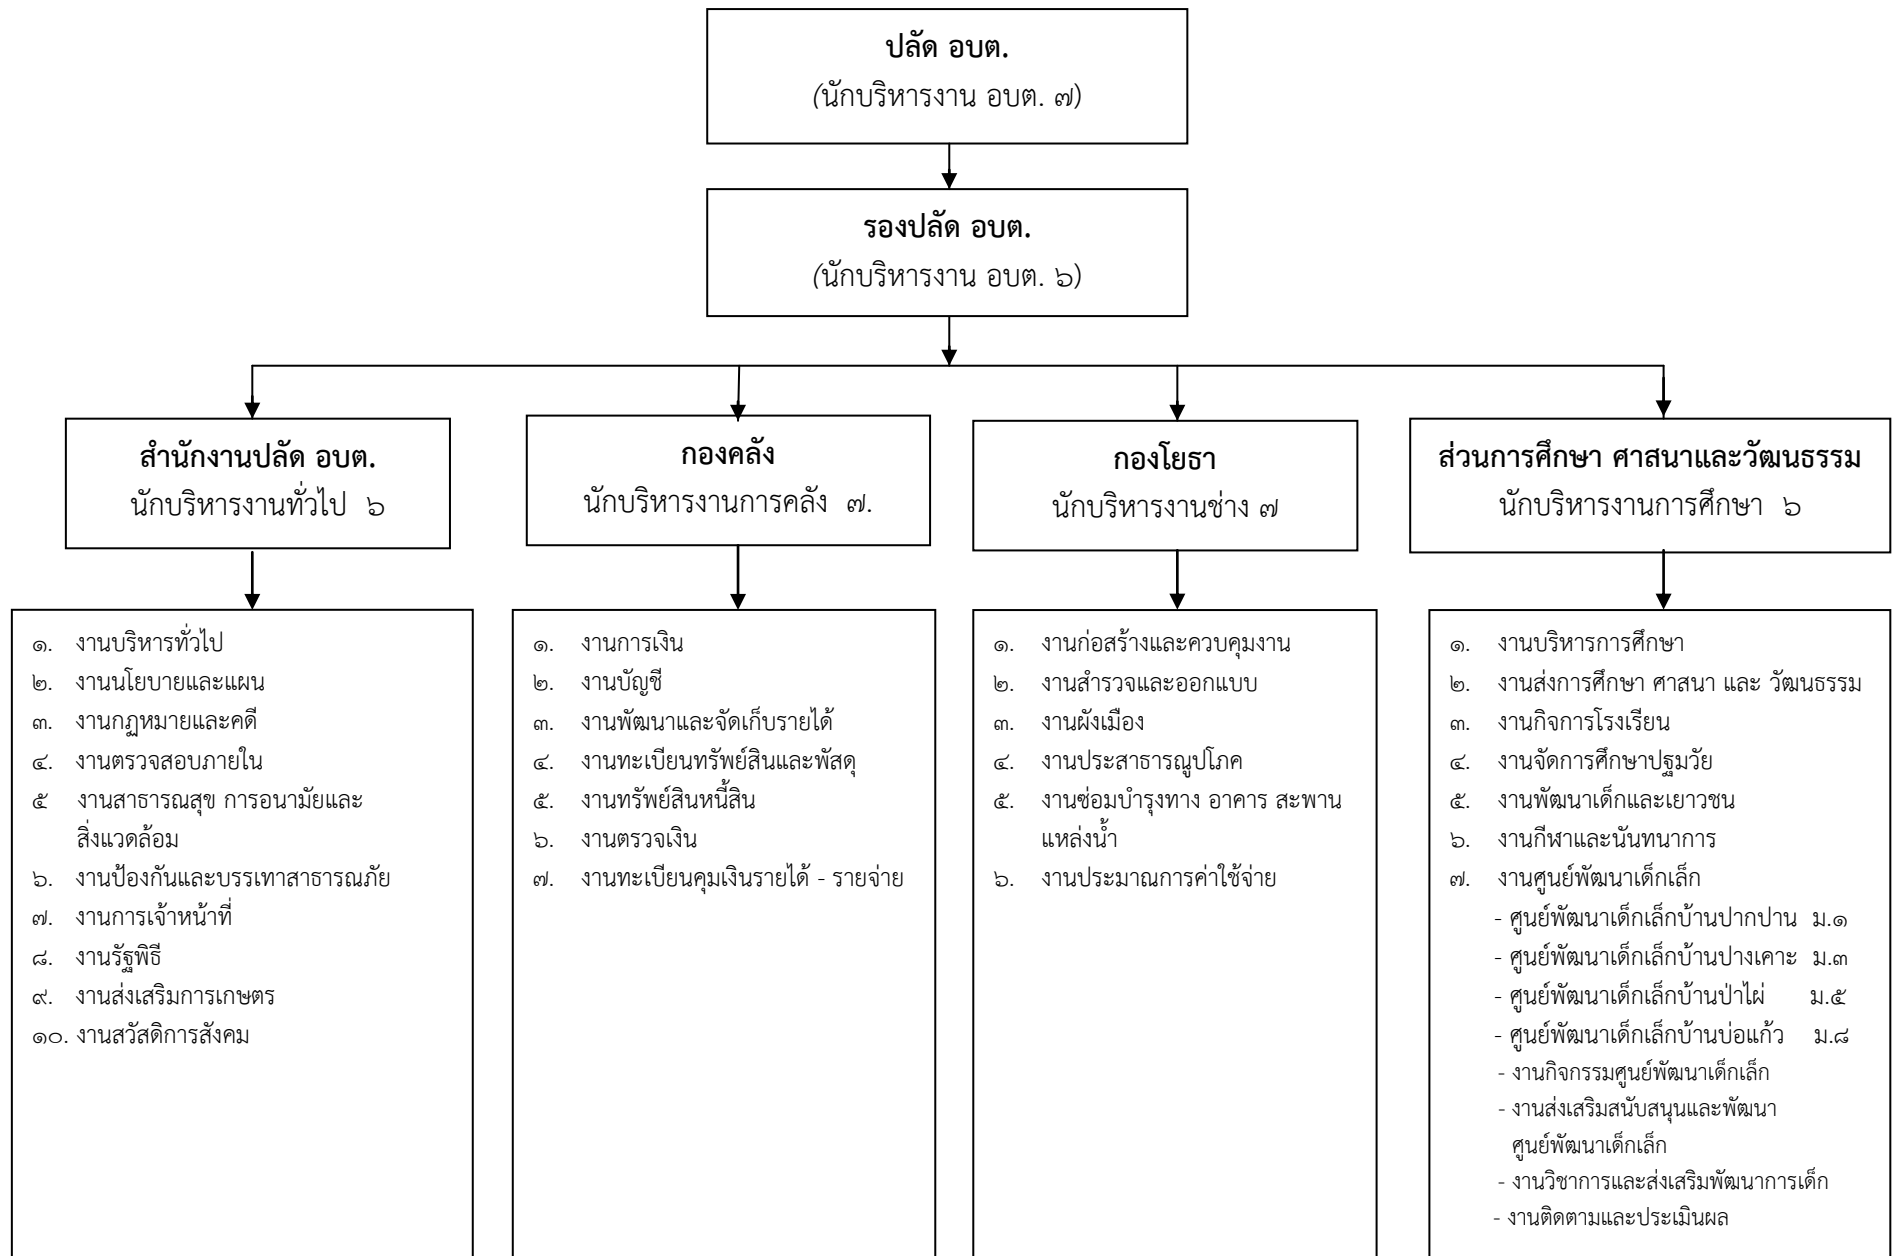 ปลัด อบต.
(นักบริหารงาน อบต. ๗)
รองปลัด อบต.
(นักบริหารงาน อบต. ๖)
สำนักงานปลัด อบต.
นักบริหารงานทั่วไป ๖
กองคลัง
นักบริหารงานการคลัง ๗.
กองโยธา
นักบริหารงานช่าง ๗
ส่วนการศึกษา ศาสนาและวัฒนธรรม
นักบริหารงานการศึกษา ๖
๑. งานบริหารทั่วไป
๒. งานนโยบายและแผน
๓. งานกฎหมายและคดี
๔. งานตรวจสอบภายใน
๕ งานสาธารณสุข การอนามัยและ
สิ่งแวดล้อม
๖. งานป้องกันและบรรเทาสาธารณภัย
๗. งานการเจ้าหน้าที่
๘. งานรัฐพิธี
๙. งานส่งเสริมการเกษตร
๑๐. งานสวัสดิการสังคม
๑. งานการเงิน
๒. งานบัญชี
๓. งานพัฒนาและจัดเก็บรายได้
๔. งานทะเบียนทรัพย์สินและพัสดุ
๕. งานทรัพย์สินหนี้สิน
๖. งานตรวจเงิน
๗. งานทะเบียนคุมเงินรายได้ - รายจ่าย
๑. งานก่อสร้างและควบคุมงาน
๒. งานสำรวจและออกแบบ
๓. งานผังเมือง
๔. งานประสาธารณูปโภค
๕. งานซ่อมบำรุงทาง อาคาร สะพาน
แหล่งน้ำ
๖. งานประมาณการค่าใช้จ่าย
๑. งานบริหารการศึกษา
๒. งานส่งการศึกษา ศาสนา และ วัฒนธรรม
๓. งานกิจการโรงเรียน
๔. งานจัดการศึกษาปฐมวัย
๕. งานพัฒนาเด็กและเยาวชน
๖. งานกีฬาและนันทนาการ
๗. งานศูนย์พัฒนาเด็กเล็ก
- ศูนย์พัฒนาเด็กเล็กบ้านปากปาน ม.๑
- ศูนย์พัฒนาเด็กเล็กบ้านปางเคาะ ม.๓
- ศูนย์พัฒนาเด็กเล็กบ้านป่าไผ่ ม.๕
- ศูนย์พัฒนาเด็กเล็กบ้านบ่อแก้ว ม.๘
- งานกิจกรรมศูนย์พัฒนาเด็กเล็ก
- งานส่งเสริมสนับสนุนและพัฒนา
ศูนย์พัฒนาเด็กเล็ก
- งานวิชาการและส่งเสริมพัฒนาการเด็ก
- งานติดตามและประเมินผล